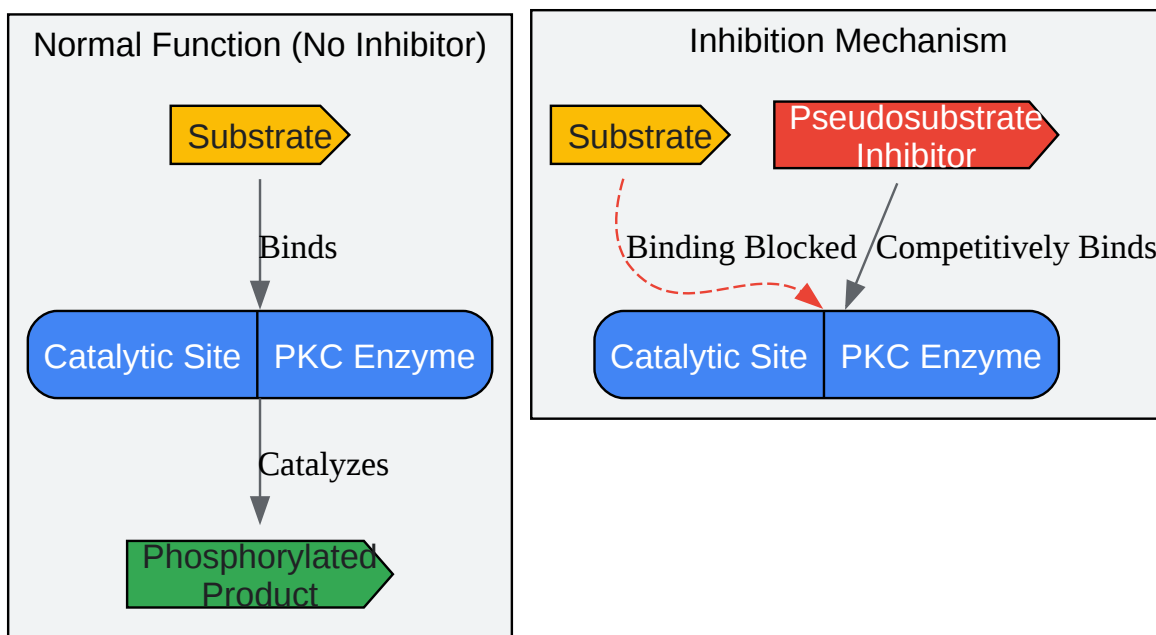 Normal Function (No Inhibitor)
Substrate
Binds
Catalytic Site
PKC Enzyme
Catalyzes
Phosphorylated
Product
Inhibition Mechanism
Substrate
Pseudosubstrate
Inhibitor
Binding Blocked
Competitively Binds
Catalytic Site
PKC Enzyme